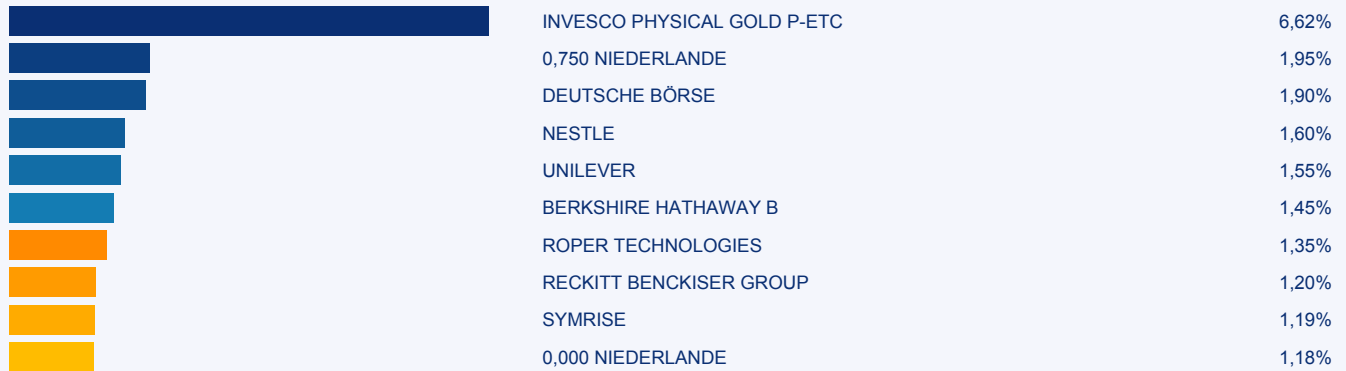 INVESCO PHYSICAL GOLD P-ETC 6,62%
0,750 NIEDERLANDE 1,95%
DEUTSCHE BÖRSE 1,90%
NESTLE 1,60%
UNILEVER 1,55%
BERKSHIRE HATHAWAY B 1,45%
ROPER TECHNOLOGIES 1,35%
RECKITT BENCKISER GROUP 1,20%
SYMRISE 1,19%
0,000 NIEDERLANDE 1,18%